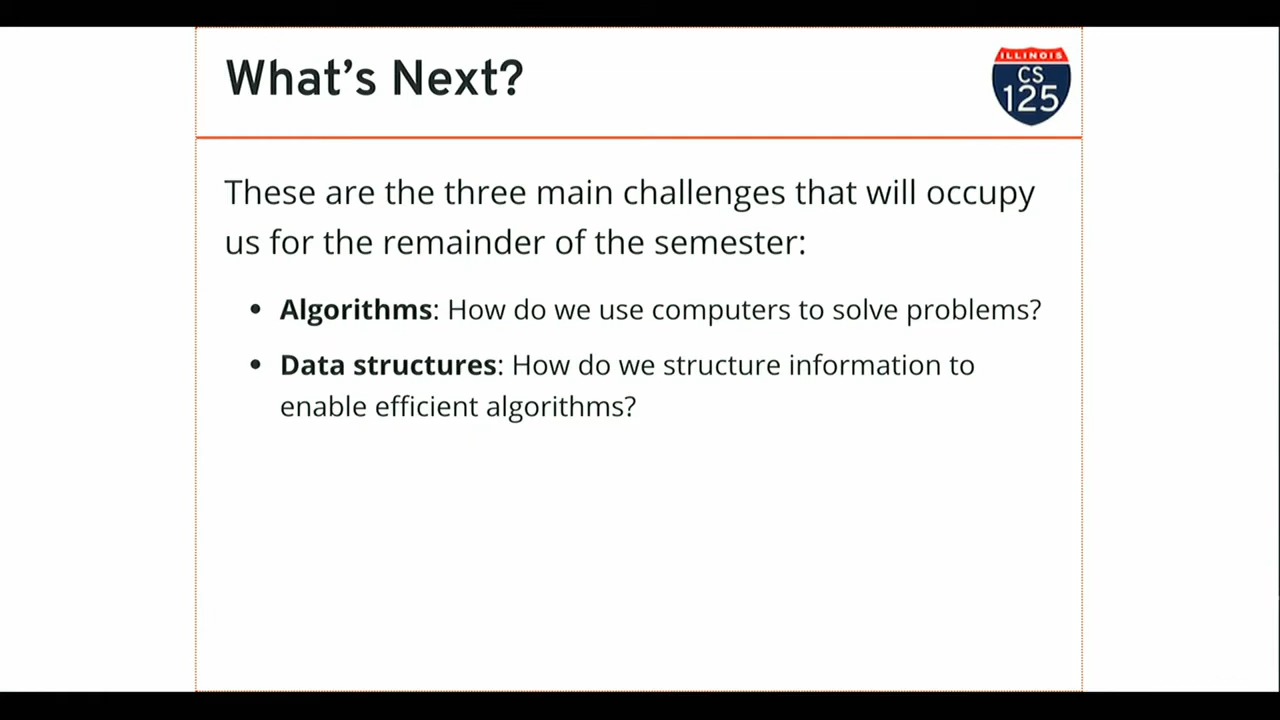 What’s Next?
ILLINOIS
CS
125
These are the three main challenges that will occupy
us for the remainder of the semester:
• Algorithms: How do we use computers to solve problems?
• Data structures: How do we structure information to
enable efficient algorithms?